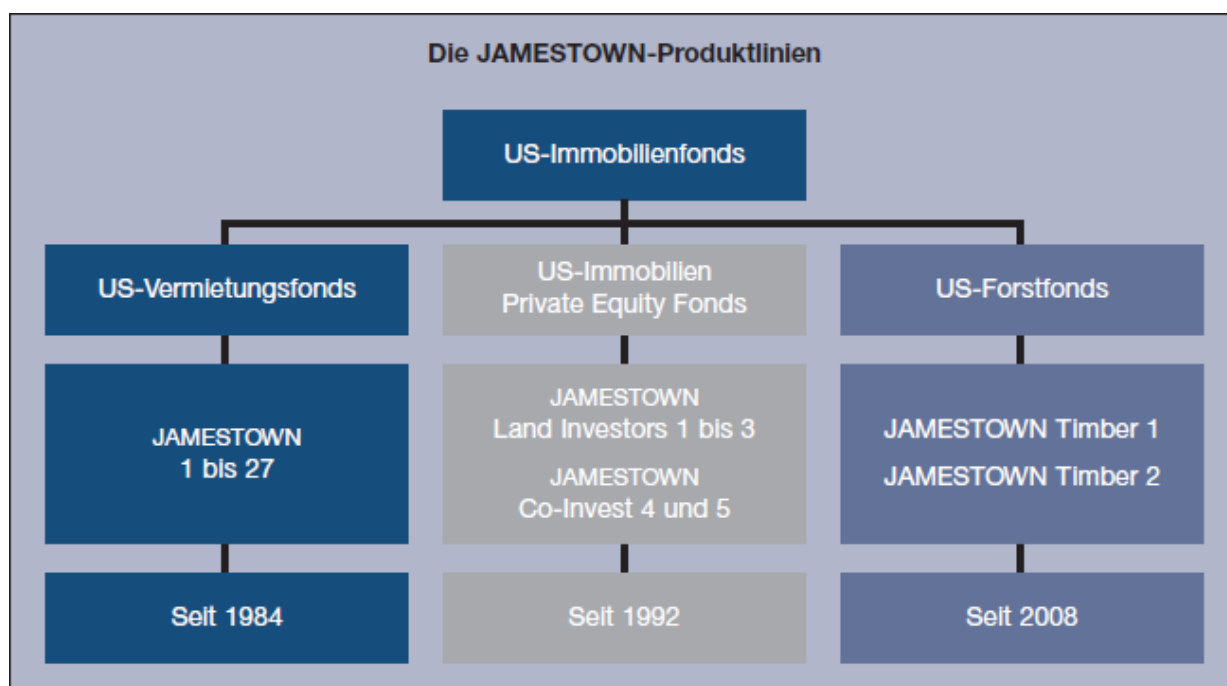 Die JAMESTOWN-Produktlinien
US-Immobilienfonds
US-Vermietungsfonds
US-Immobilien
Private Equity Fonds
US-Forstfonds
JAMESTOWN
1 bis 27
JAMESTOWN
Land Investors 1 bis 3
JAMESTOWN
Co-Invest 4 und 5
JAMESTOWN Timber 1
JAMESTOWN Timber 2
Seit 1984
Seit 1992
Seit 2008